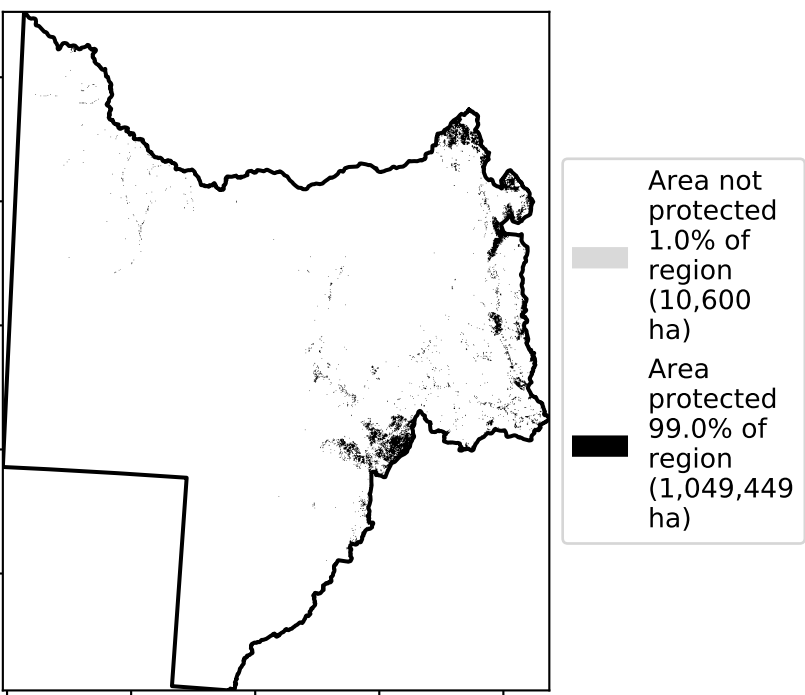 Area not
protected
1.0% of
region
(10,600
ha)
Area
protected
99.0% of
region
(1,049,449
ha)